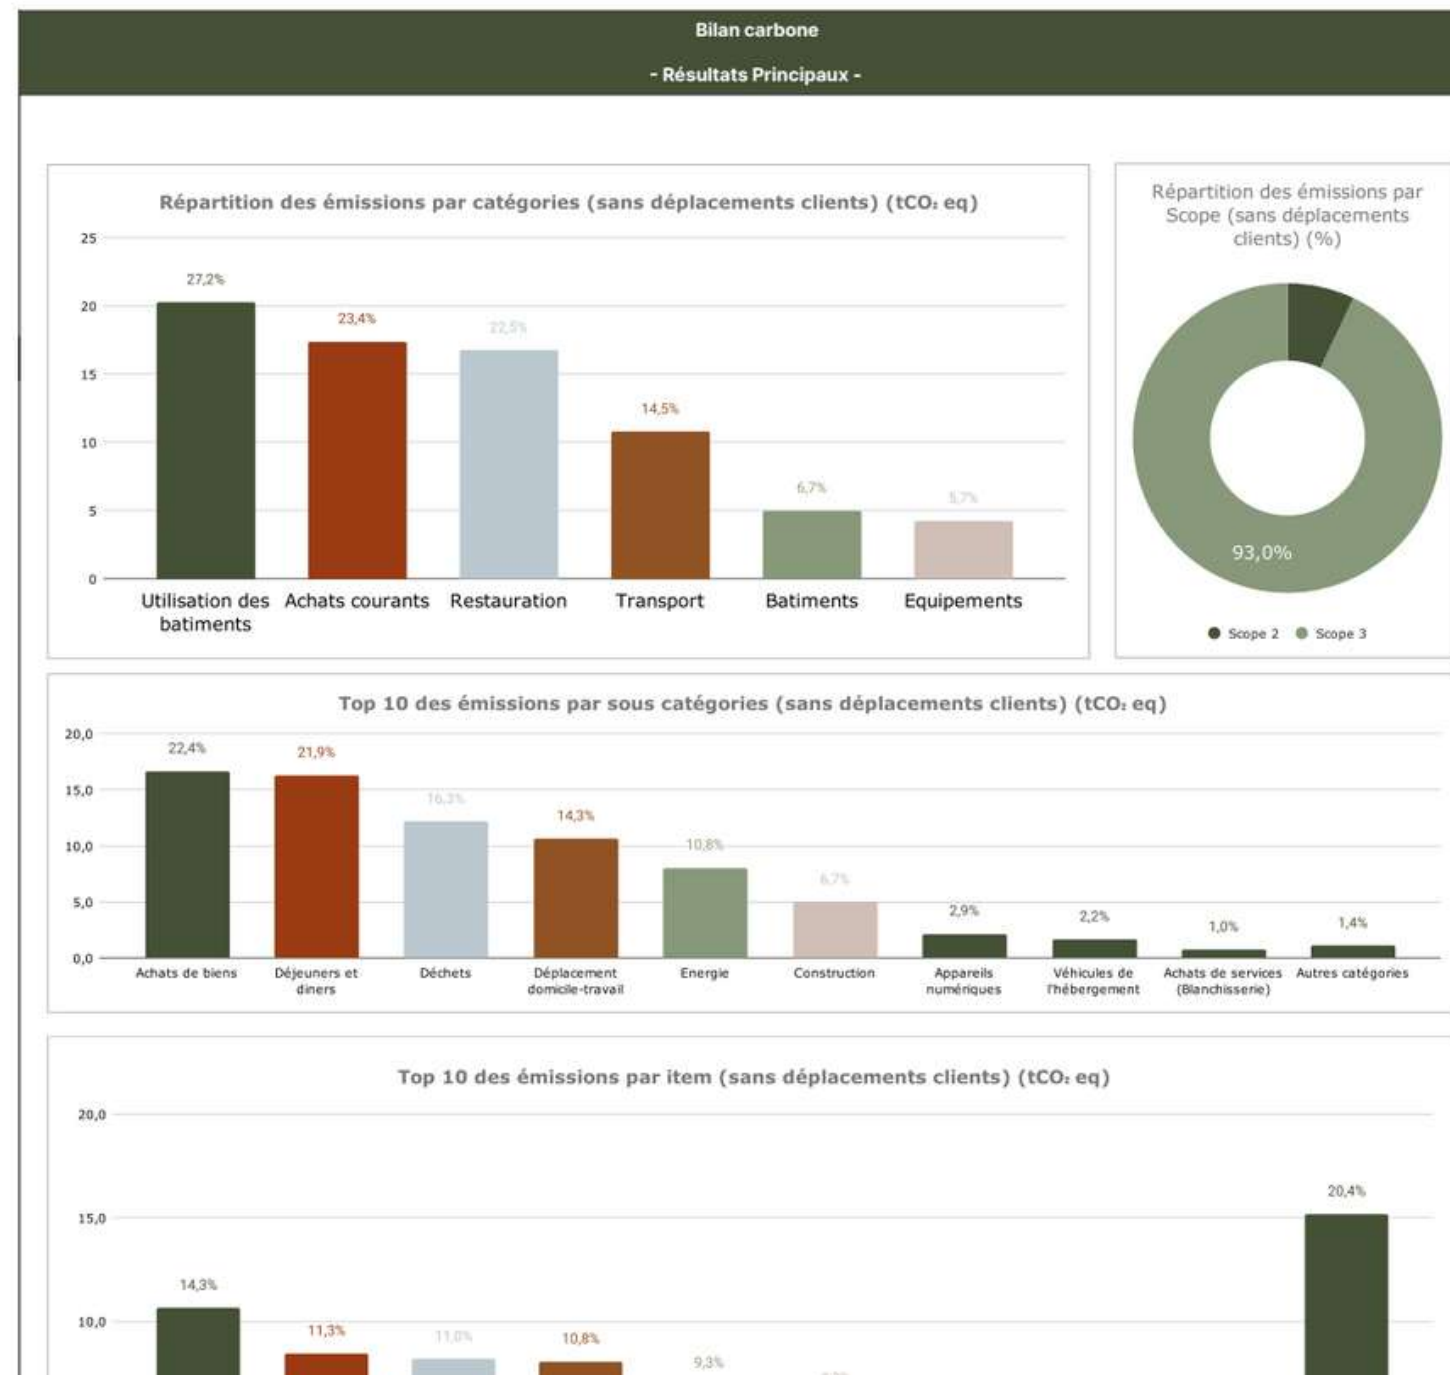 Bilan carbone
- Résultats Principaux -
Répartition des émissions par catégories (sans déplacements clients) (tCO₂ eq)
25
20
15
10
5
0
27,2%
23,4%
22,5%
14,5%
6,7%
5,7%
Utilisation des
batiments
Achats courants
Restauration
Transport
Batiments
Equipements
Répartition des émissions par
Scope (sans déplacements
clients) (%)
93,0%
Scope 2
Scope 3
Top 10 des émissions par sous catégories (sans déplacements clients) (tCO₂ eq)
20,0
15,0
10,0
5,0
0,0
22,4%
21,9%
16,3%
14,3%
10,8%
6,7%
2,9%
2,2%
1,0%
1,4%
Achats de biens
Déjeuners et
diners
Déchets
Déplacement
domicile-travail
Energie
Construction
Appareils
numériques
Véhicules de
l'hébergement
Achats de services
(Blanchisserie)
Autres catégories
Top 10 des émissions par item (sans déplacements clients) (tCO₂ eq)
20,0
15,0
10,0
14,3%
11,3%
11,0%
10,8%
9,3%
20,4%